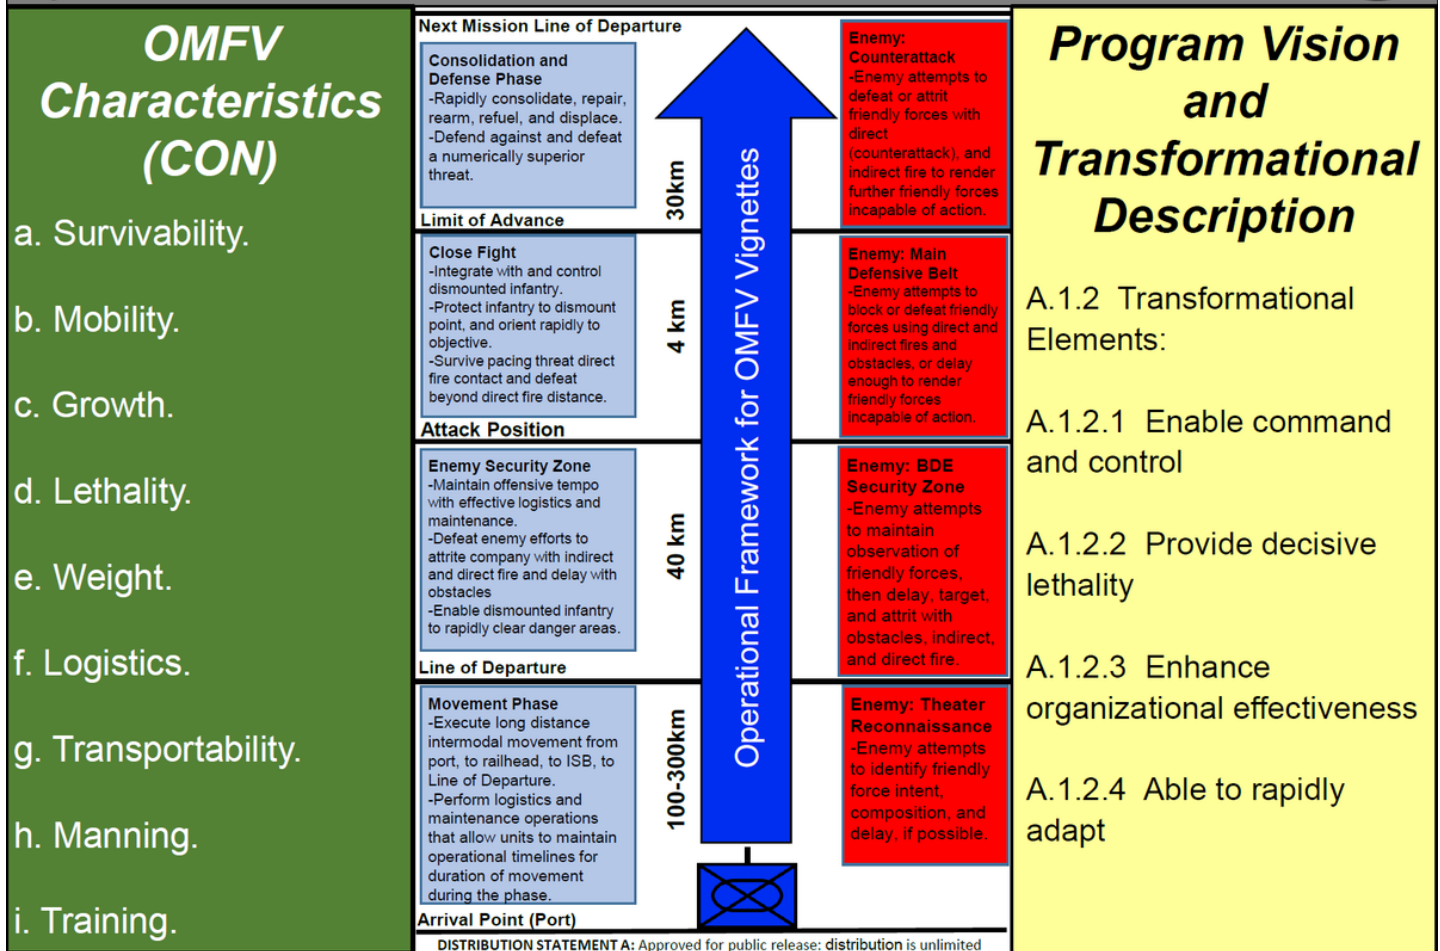 OMFV
Characteristics
(CON)
a. Survivability.
b. Mobility.
c. Growth.
d. Lethality.
e. Weight.
f. Logistics.
g. Transportability.
h. Manning.
i. Training.
Next Mission Line of Departure
Consolidation and
Defense Phase
-Rapidly consolidate, repair,
rearm, refuel, and displace.
-Defend against and defeat
a numerically superior
threat.
Limit of Advance
Close Fight
-Integrate with and control
dismounted infantry.
-Protect infantry to dismount
point, and orient rapidly to
objective.
-Survive pacing threat direct
fire contact and defeat
beyond direct fire distance.
Attack Position
Enemy Security Zone
-Maintain offensive tempo
with effective logistics and
maintenance.
-Defeat enemy efforts to
attrite company with indirect
and direct fire and delay with
obstacles
-Enable dismounted infantry
to rapidly clear danger areas.
Line of Departure
Movement Phase
-Execute long distance
intermodal movement from
port, to railhead, to ISB, to
Line of Departure.
-Perform logistics and
maintenance operations
that allow units to maintain
operational timelines for
duration of movement
during the phase.
Arrival Point (Port)
30km
4 km
40 km
100-300km
Operational Framework for OMFV Vignettes
Enemy:
Counterattack
-Enemy attempts to
defeat or attrit
friendly forces with
direct
(counterattack), and
indirect fire to render
further friendly forces
incapable of action.
Enemy: Main
Defensive Belt
-Enemy attempts to
block or defeat friendly
forces using direct and
indirect fires and
obstacles, or delay
enough to render
friendly forces
incapable of action.
Enemy: BDE
Security Zone
-Enemy attempts
to maintain
observation of
friendly forces,
then delay, target,
and attrit with
obstacles, indirect,
and direct fire.
Enemy: Theater
Reconnaissance
-Enemy attempts
to identify friendly
force intent,
composition, and
delay, if possible.
DISTRIBUTION STATEMENT A: Approved for public release: distribution is unlimited
Program Vision
and
Transformational
Description
A.1.2 Transformational
Elements:
A.1.2.1 Enable command
and control
A.1.2.2 Provide decisive
lethality
A.1.2.3 Enhance
organizational effectiveness
A.1.2.4 Able to rapidly
adapt